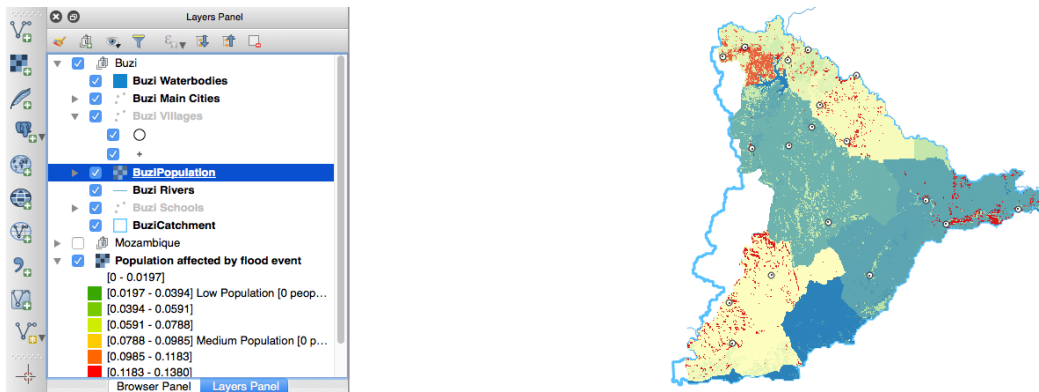 Layers Panel
Buzi
Buzi Waterbodies
Buzi Main Cities
Buzi Villages
BuziPopulation
Buzi Rivers
Buzi Schools
BuziCatchment
Mozambique
Population affected by flood event
[0 - 0.0197]
[0.0197 - 0.0394] Low Population [0 peop…
[0.0394 - 0.0591]
[0.0591 - 0.0788]
[0.0788 - 0.0985] Medium Population [0 p…
[0.0985 - 0.1183]
[0.1183 - 0.1380]
Browser Panel Layers Panel